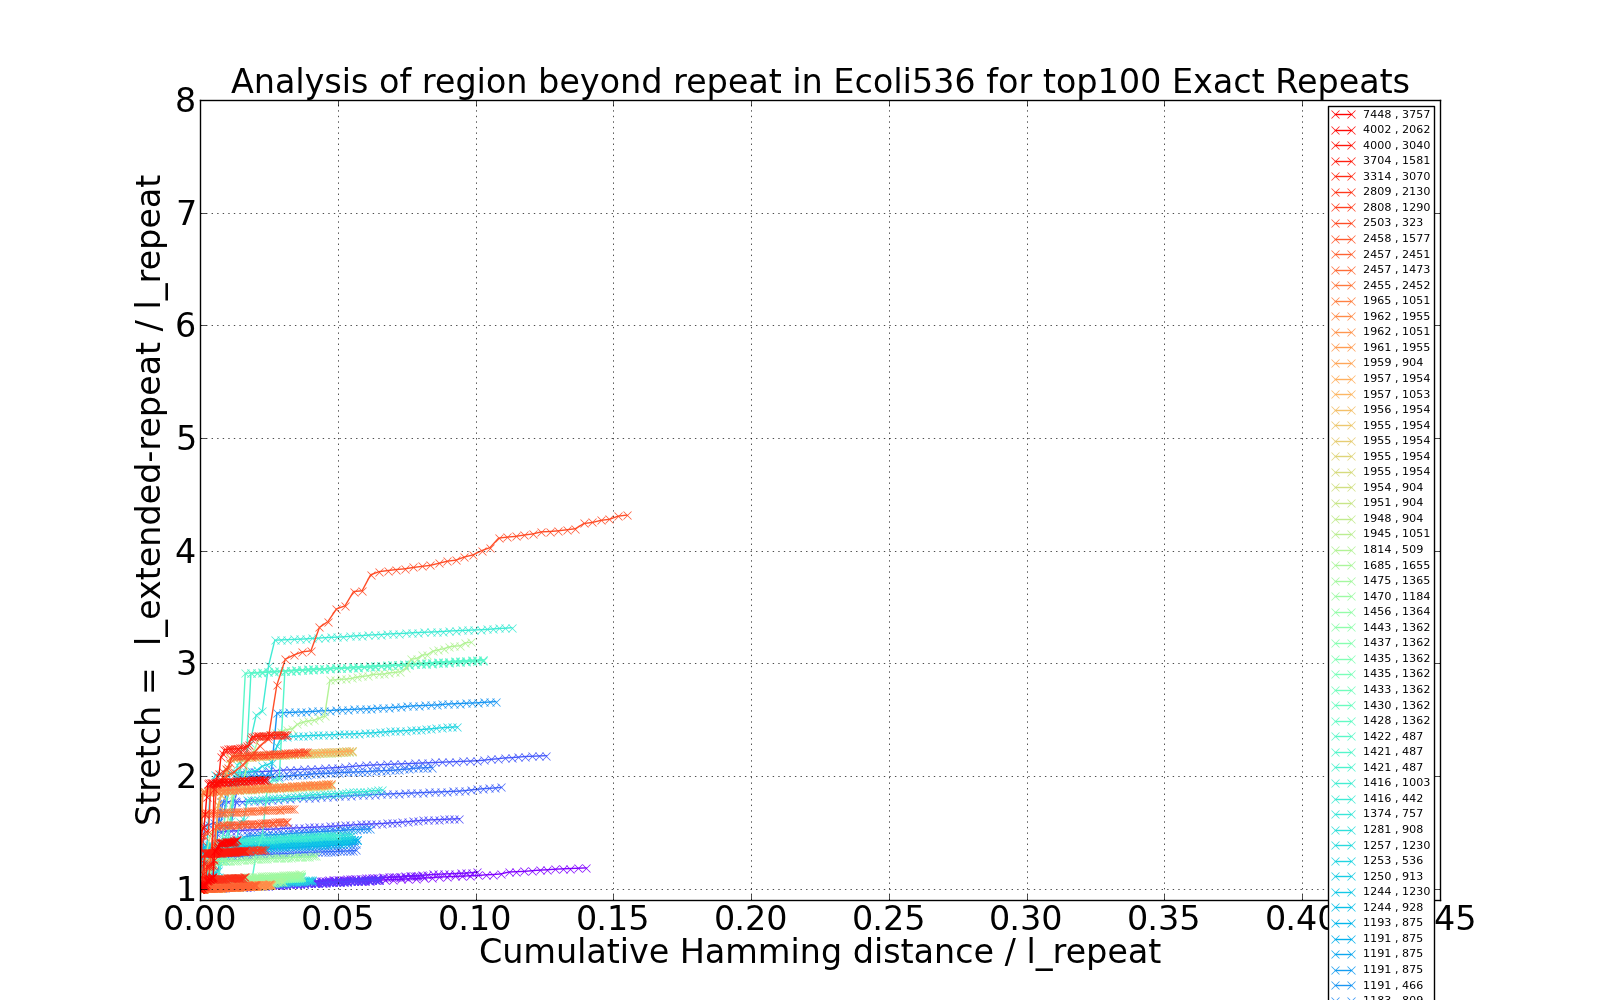 Analysis of region beyond repeat in Ecoli536 for top100 Exact Repeats
Stretch = l_extended-repeat / l_repeat
8
7
6
5
4
3
2
1
0.00 0.05 0.10 0.15 0.20 0.25 0.30 0.35 0.40 45
Cumulative Hamming distance / l_repeat
7448 , 3757
4002 , 2062
4000 , 3040
3704 , 1581
3314 , 3070
2809 , 2130
2808 , 1290
2503 , 323
2458 , 1577
2457 , 2451
2457 , 1473
2455 , 2452
1965 , 1051
1962 , 1955
1962 , 1051
1961 , 1955
1959 , 904
1957 , 1954
1957 , 1053
1956 , 1954
1955 , 1954
1955 , 1954
1955 , 1954
1955 , 1954
1954 , 904
1951 , 904
1948 , 904
1945 , 1051
1814 , 509
1685 , 1655
1475 , 1365
1470 , 1184
1456 , 1364
1443 , 1362
1437 , 1362
1435 , 1362
1435 , 1362
1433 , 1362
1430 , 1362
1428 , 1362
1422 , 487
1421 , 487
1421 , 487
1416 , 1003
1416 , 442
1374 , 757
1281 , 908
1257 , 1230
1253 , 536
1250 , 913
1244 , 1230
1244 , 928
1193 , 875
1191 , 875
1191 , 875
1191 , 875
1191 , 466
1183 , 809